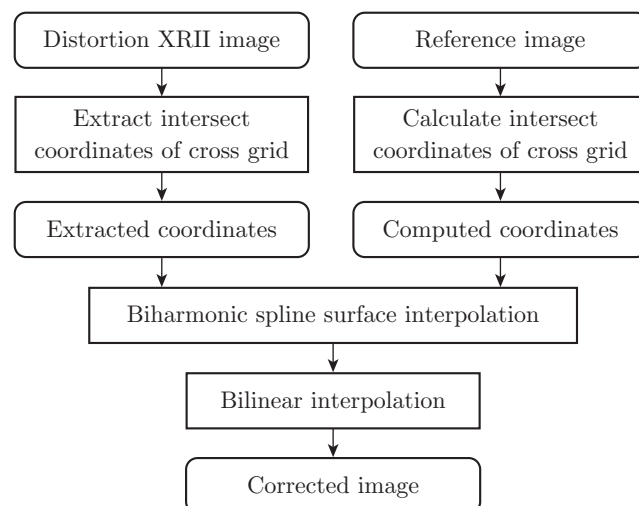 Distortion XRII image
Reference image
Extract intersect
coordinates of cross grid
Calculate intersect
coordinates of cross grid
Extracted coordinates
Computed coordinates
Biharmonic spline surface interpolation
Bilinear interpolation
Corrected image